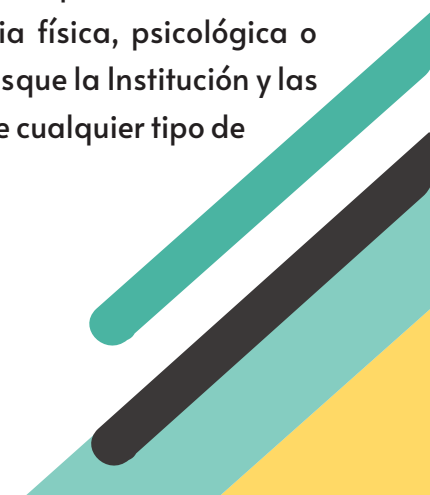 ia física, psicológica o
sque la Institución y las
e cualquier tipo de